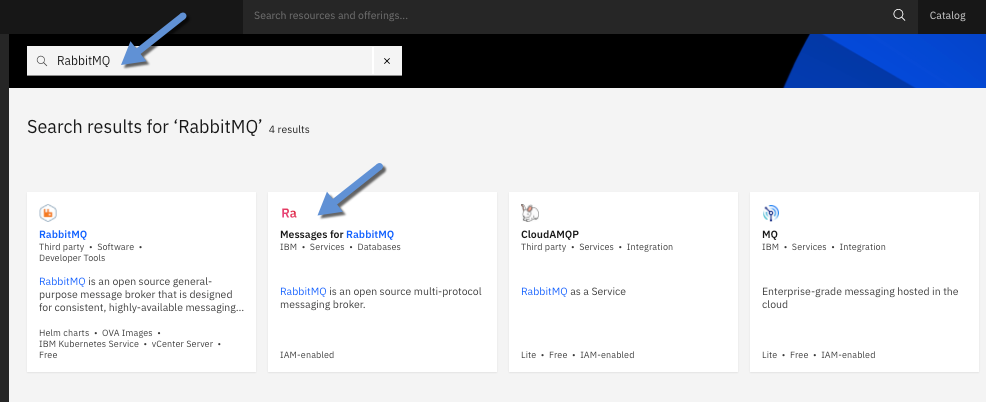 Search resources and offerings...
Catalog
RabbitMQ
Search results for ‘RabbitMQ’ 4 results
RabbitMQ
Third party • Software •
Developer Tools
RabbitMQ is an open source general-
purpose message broker that is designed
for consistent, highly-available messaging...
Helm charts • OVA Images •
IBM Kubernetes Service • vCenter Server •
Free
Ra
Messages for RabbitMQ
IBM • Services • Databases
RabbitMQ is an open source multi-protocol
messaging broker.
IAM-enabled
CloudAMQP
Third party • Services • Integration
RabbitMQ as a Service
Lite • Free • IAM-enabled
MQ
IBM • Services • Integration
Enterprise-grade messaging hosted in the
cloud
Lite • Free • IAM-enabled